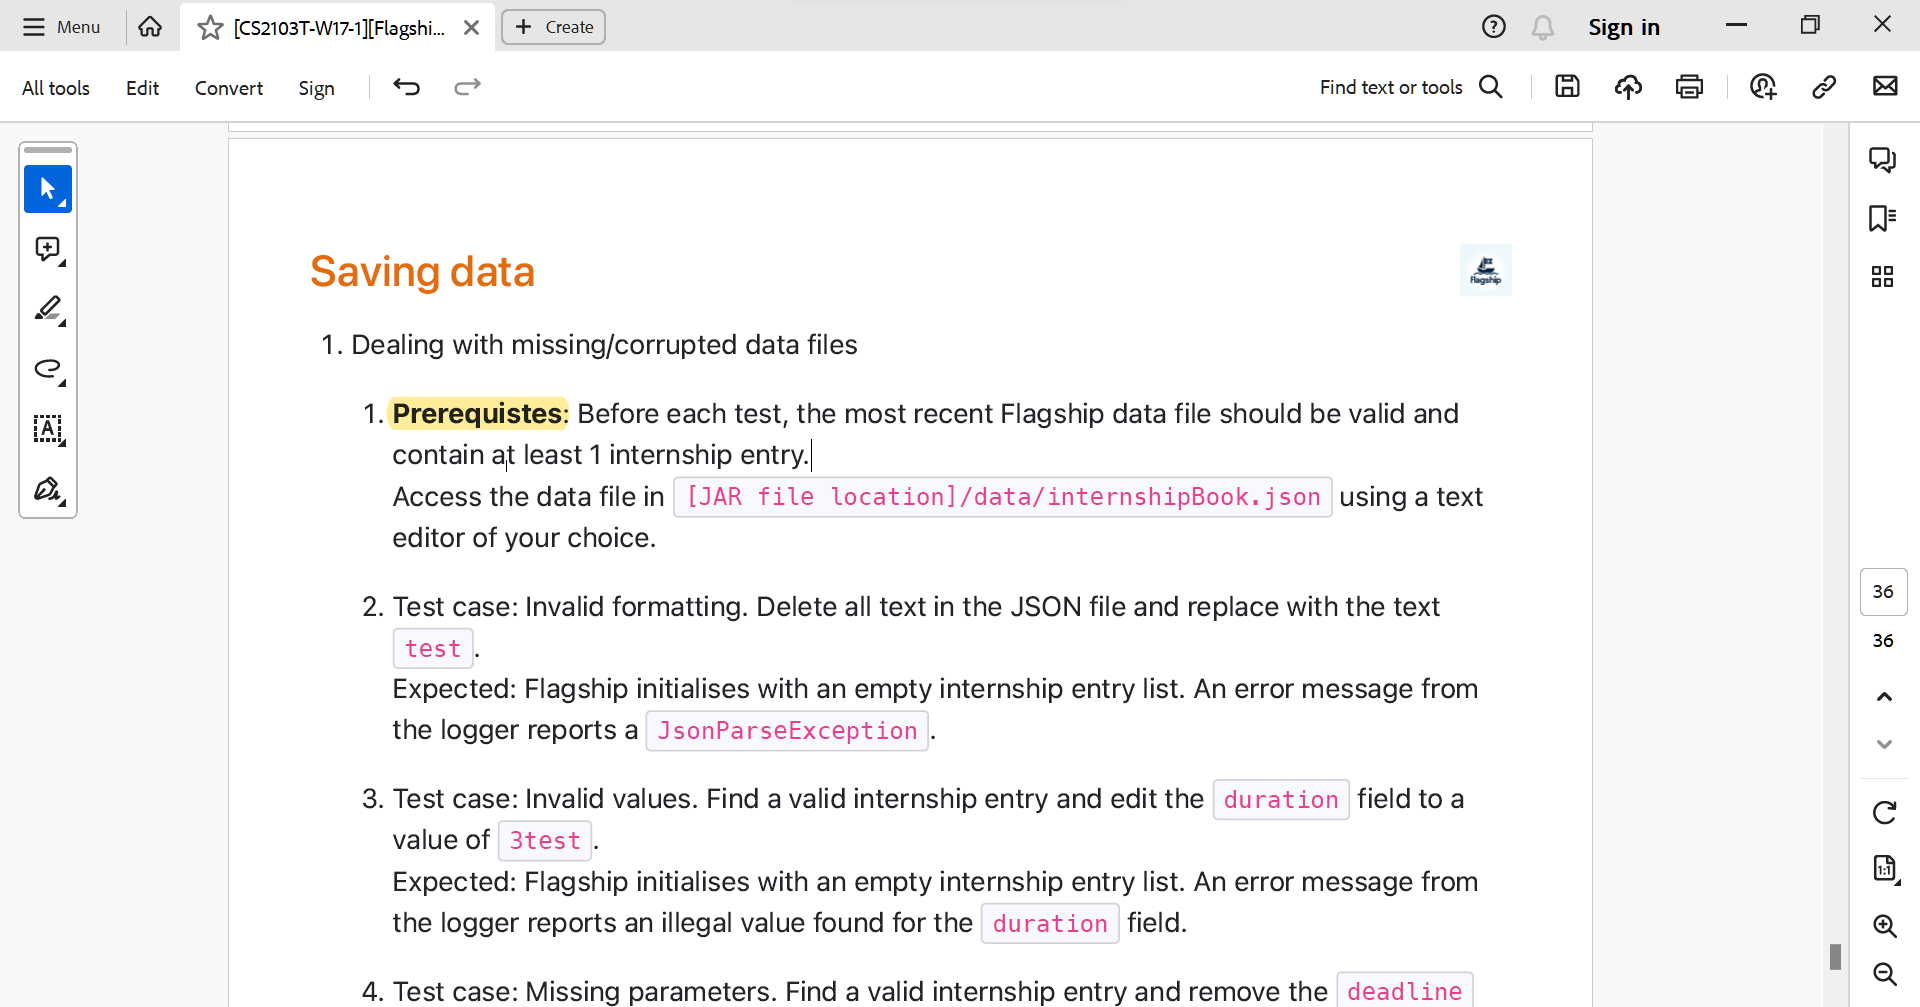 Menu
[CS2103T-W17-1][Flagshi...
Create
Sign in
All tools
Edit
Convert
Sign
Find text or tools
Saving data
Flagship
1. Dealing with missing/corrupted data files
1. Prerequistes: Before each test, the most recent Flagship data file should be valid and
contain at least 1 internship entry.
Access the data file in [JAR file location]/data/internshipBook.json using a text
editor of your choice.
2. Test case: Invalid formatting. Delete all text in the JSON file and replace with the text
test.
Expected: Flagship initialises with an empty internship entry list. An error message from
the logger reports a JsonParseException.
3. Test case: Invalid values. Find a valid internship entry and edit the duration field to a
value of 3test.
Expected: Flagship initialises with an empty internship entry list. An error message from
the logger reports an illegal value found for the duration field.
4. Test case: Missing parameters. Find a valid internship entry and remove the deadline
36
36
1:1